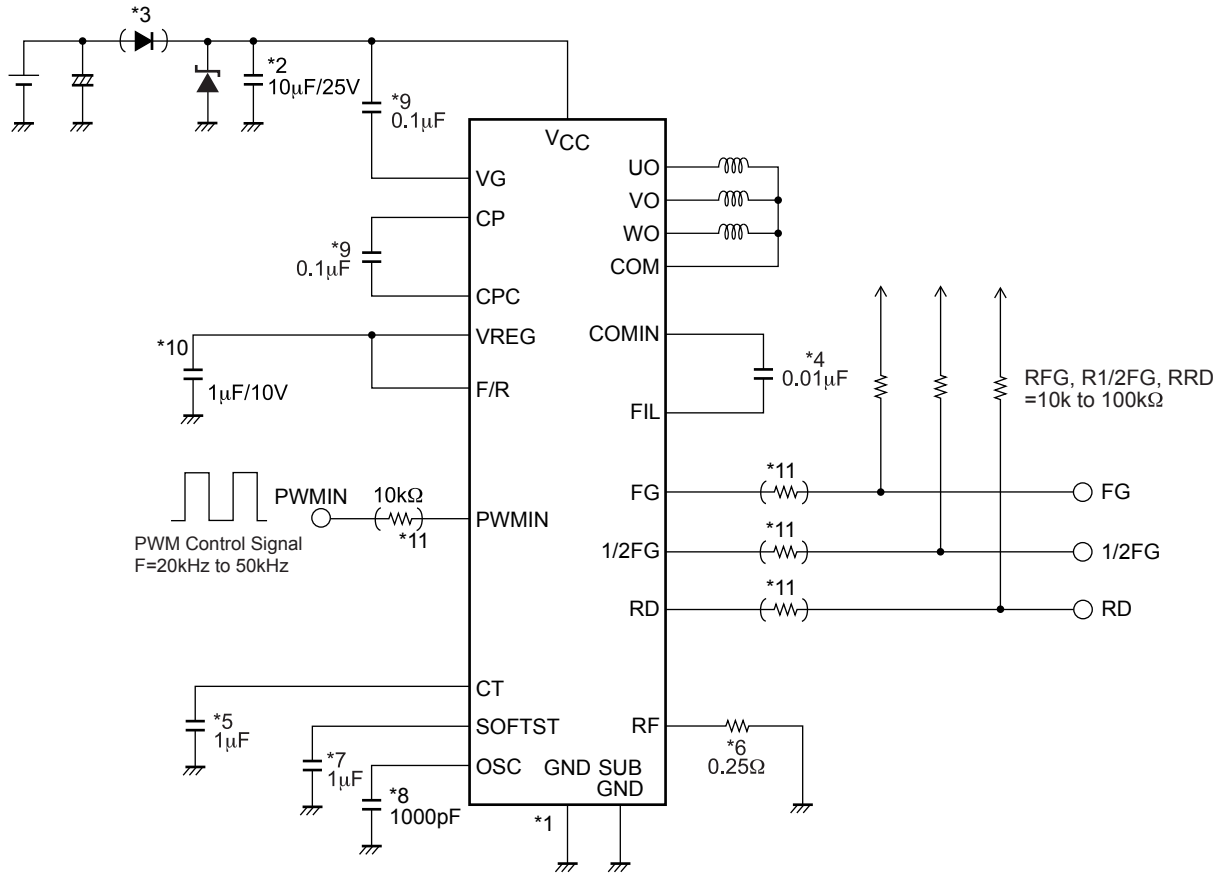 *3
*2
10μF/25V
*9
0.1μF
VCC
VG
CP
*9
0.1μF
CPC
VREG
*10
1μF/10V
F/R
UO
VO
WO
COM
COMIN
*4
0.01μF
FIL
RFG, R1/2FG, RRD
=10k to 100kΩ
*11
FG
FG
*11
1/2FG
1/2FG
*11
RD
RD
PWMIN
10kΩ
*11
PWMIN
PWM Control Signal
F=20kHz to 50kHz
CT
*5
1μF
SOFTST
*7
1μF
OSC
*8
1000pF
RF
*6
0.25Ω
GND
SUB
GND
*1